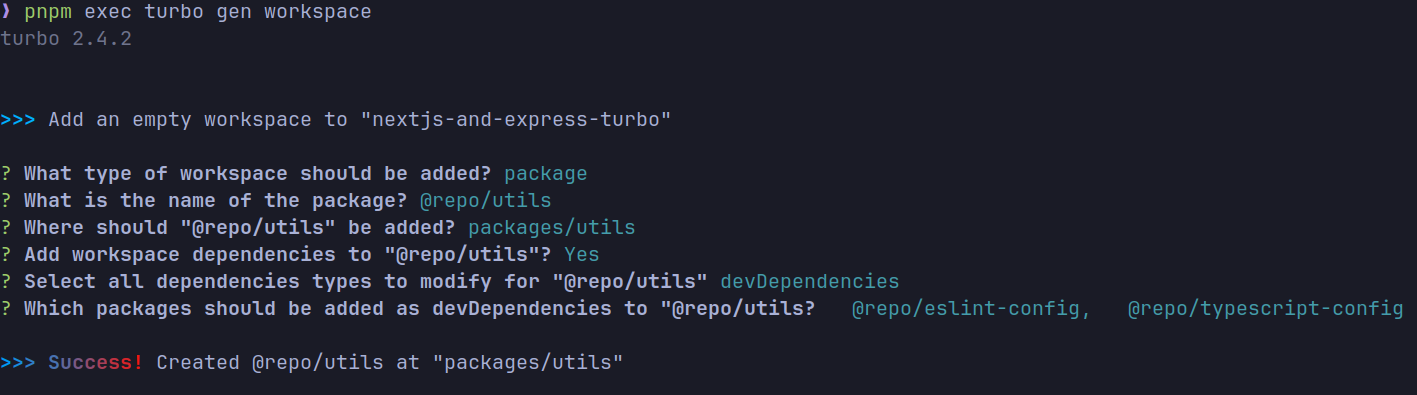 ❯ pnpm exec turbo gen workspace
turbo 2.4.2
>>> Add an empty workspace to "nextjs-and-express-turbo"
? What type of workspace should be added? package
? What is the name of the package? @repo/utils
? Where should "@repo/utils" be added? packages/utils
? Add workspace dependencies to "@repo/utils"? Yes
? Select all dependencies types to modify for "@repo/utils" devDependencies
? Which packages should be added as devDependencies to "@repo/utils? @repo/eslint-config, @repo/typescript-config
>>> Success! Created @repo/utils at "packages/utils"